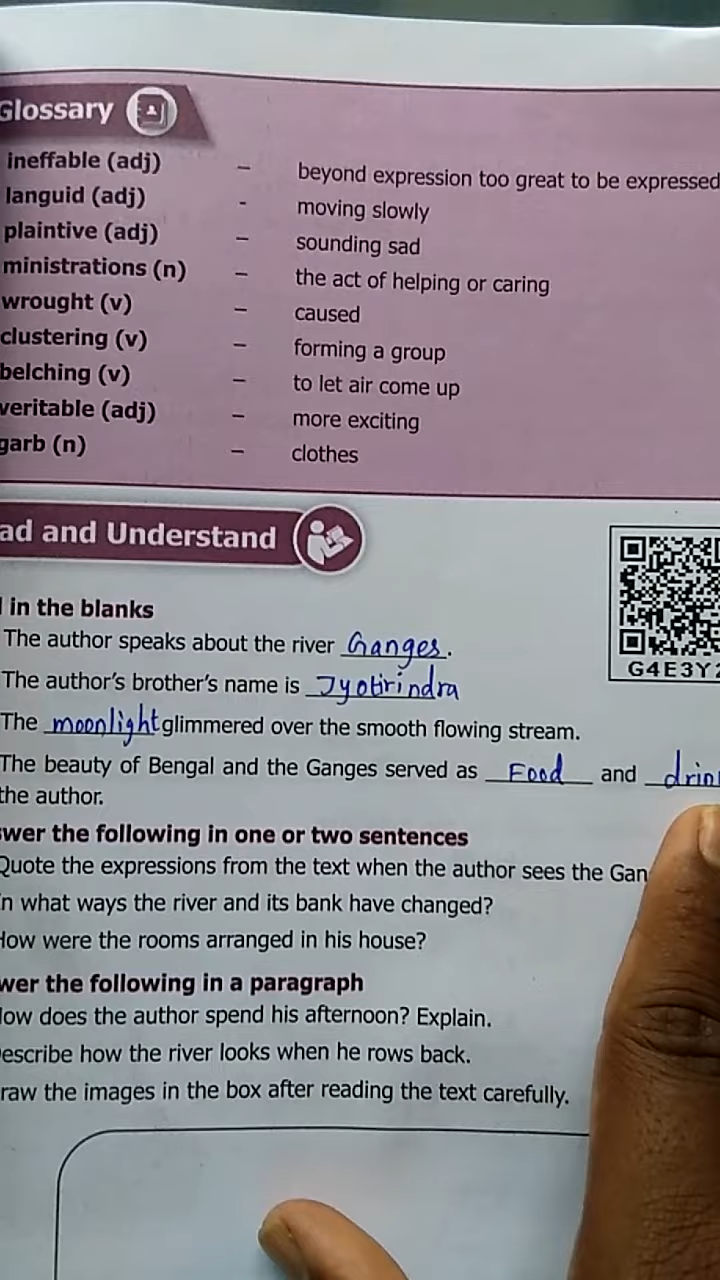 Glossary
ineffable (adj) – beyond expression too great to be expressed
languid (adj) - moving slowly
plaintive (adj) – sounding sad
ministrations (n) – the act of helping or caring
wrought (v) – caused
clustering (v) – forming a group
belching (v) – to let air come up
veritable (adj) – more exciting
garb (n) – clothes
ad and Understand
in the blanks
The author speaks about the river Ganges.
The author's brother's name is Jyotirindra
The moonlight glimmered over the smooth flowing stream.
The beauty of Bengal and the Ganges served as Food and drin
the author.
G4E3Y
swer the following in one or two sentences
Quote the expressions from the text when the author sees the Gan
n what ways the river and its bank have changed?
How were the rooms arranged in his house?
wer the following in a paragraph
How does the author spend his afternoon? Explain.
escribe how the river looks when he rows back.
raw the images in the box after reading the text carefully.